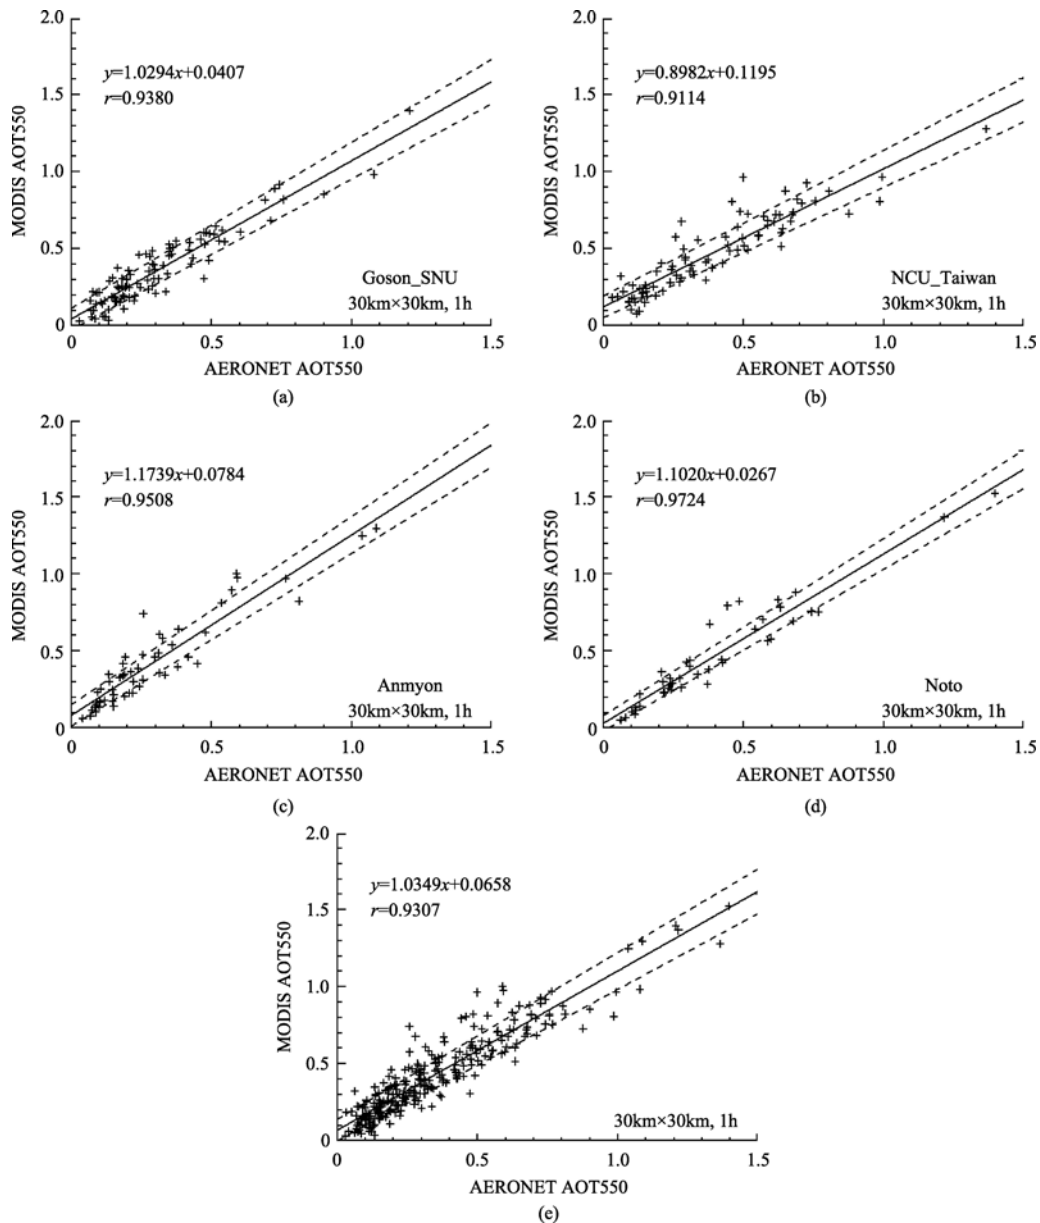 2.0
1.5
1.0
0.5
0
MODIS AOT550
y=1.0294x+0.0407
r=0.9380
Goson_SNU
30km×30km, 1h
0 0.5 1.0 1.5
AERONET AOT550
(a)
2.0
1.5
1.0
0.5
0
MODIS AOT550
y=0.8982x+0.1195
r=0.9114
NCU_Taiwan
30km×30km, 1h
0 0.5 1.0 1.5
AERONET AOT550
(b)
2.0
1.5
1.0
0.5
0
MODIS AOT550
y=1.1739x+0.0784
r=0.9508
Anmyon
30km×30km, 1h
0 0.5 1.0 1.5
AERONET AOT550
(c)
2.0
1.5
1.0
0.5
0
MODIS AOT550
y=1.1020x+0.0267
r=0.9724
Noto
30km×30km, 1h
0 0.5 1.0 1.5
AERONET AOT550
(d)
2.0
1.5
1.0
0.5
0
MODIS AOT550
y=1.0349x+0.0658
r=0.9307
30km×30km, 1h
0 0.5 1.0 1.5
AERONET AOT550
(e)